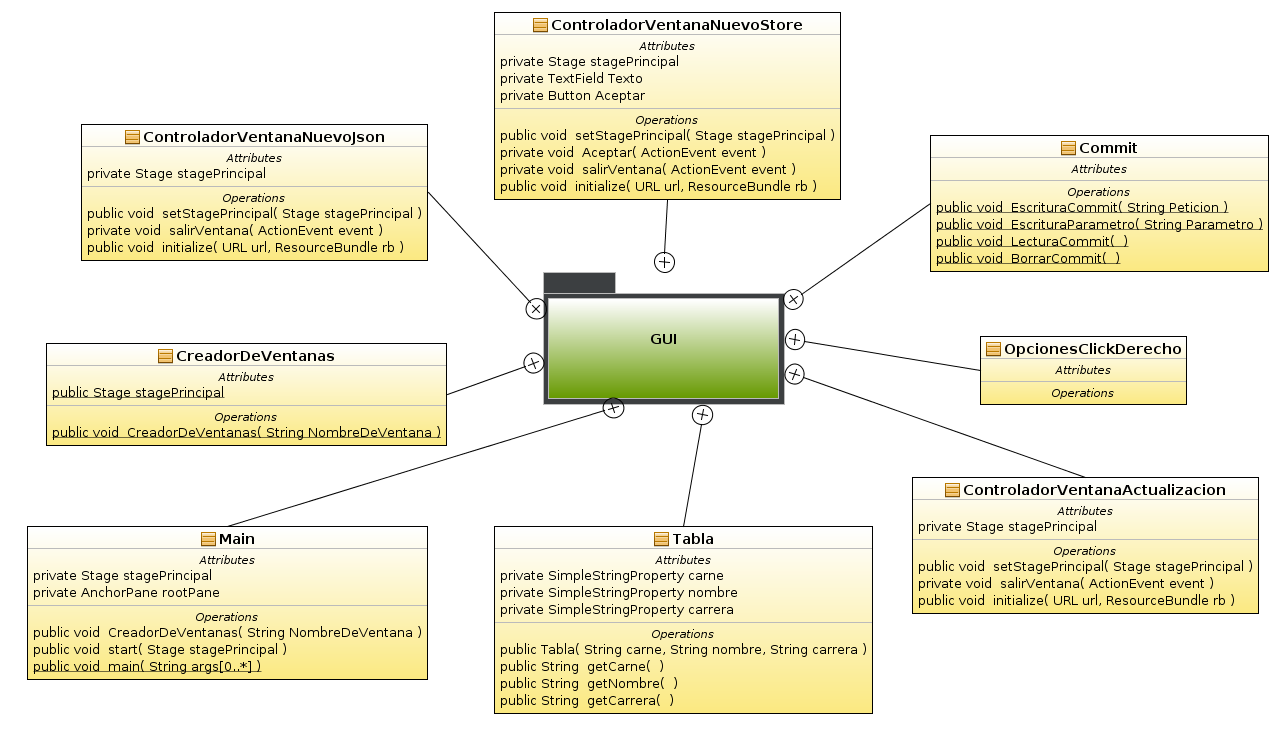 ControladorVentanaNuevoStore
Attributes
private Stage stagePrincipal
private TextField Texto
private Button Aceptar
Operations
public void setStagePrincipal( Stage stagePrincipal )
private void Aceptar( ActionEvent event )
private void salirVentana( ActionEvent event )
public void initialize( URL url, ResourceBundle rb )
ControladorVentanaNuevoJson
Attributes
private Stage stagePrincipal
Operations
public void setStagePrincipal( Stage stagePrincipal )
private void salirVentana( ActionEvent event )
public void initialize( URL url, ResourceBundle rb )
Commit
Attributes
Operations
public void EscrituraCommit( String Peticion )
public void EscrituraParametro( String Parametro )
public void LecturaCommit( )
public void BorrarCommit( )
GUI
CreadorDeVentanas
Attributes
public Stage stagePrincipal
Operations
public void CreadorDeVentanas( String NombreDeVentana )
OpcionesClickDerecho
Attributes
Operations
ControladorVentanaActualizacion
Attributes
private Stage stagePrincipal
Operations
public void setStagePrincipal( Stage stagePrincipal )
private void salirVentana( ActionEvent event )
public void initialize( URL url, ResourceBundle rb )
Main
Attributes
private Stage stagePrincipal
private AnchorPane rootPane
Operations
public void CreadorDeVentanas( String NombreDeVentana )
public void start( Stage stagePrincipal )
public void main( String args[0..*] )
Tabla
Attributes
private SimpleStringProperty carne
private SimpleStringProperty nombre
private SimpleStringProperty carrera
Operations
public Tabla( String carne, String nombre, String carrera )
public String getCarne( )
public String getNombre( )
public String getCarrera( )